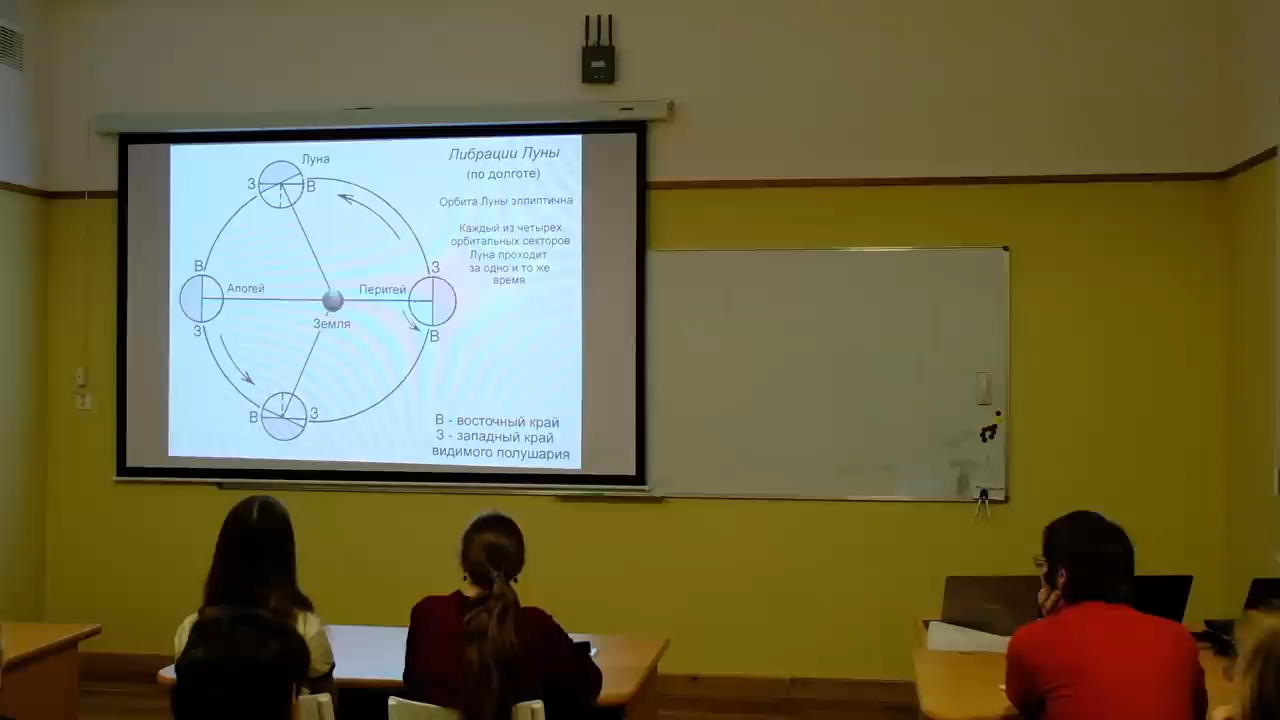 Либрации Луны
(по долготе)
Орбита Луны эллиптична
Каждый из четырех
орбитальных секторов
Луна проходит
за одно и то же
время
Луна
З
В
В
Апогей
З
З
Перигей
В
Земля
В
З
В - восточный край
З - западный край
видимого полушария